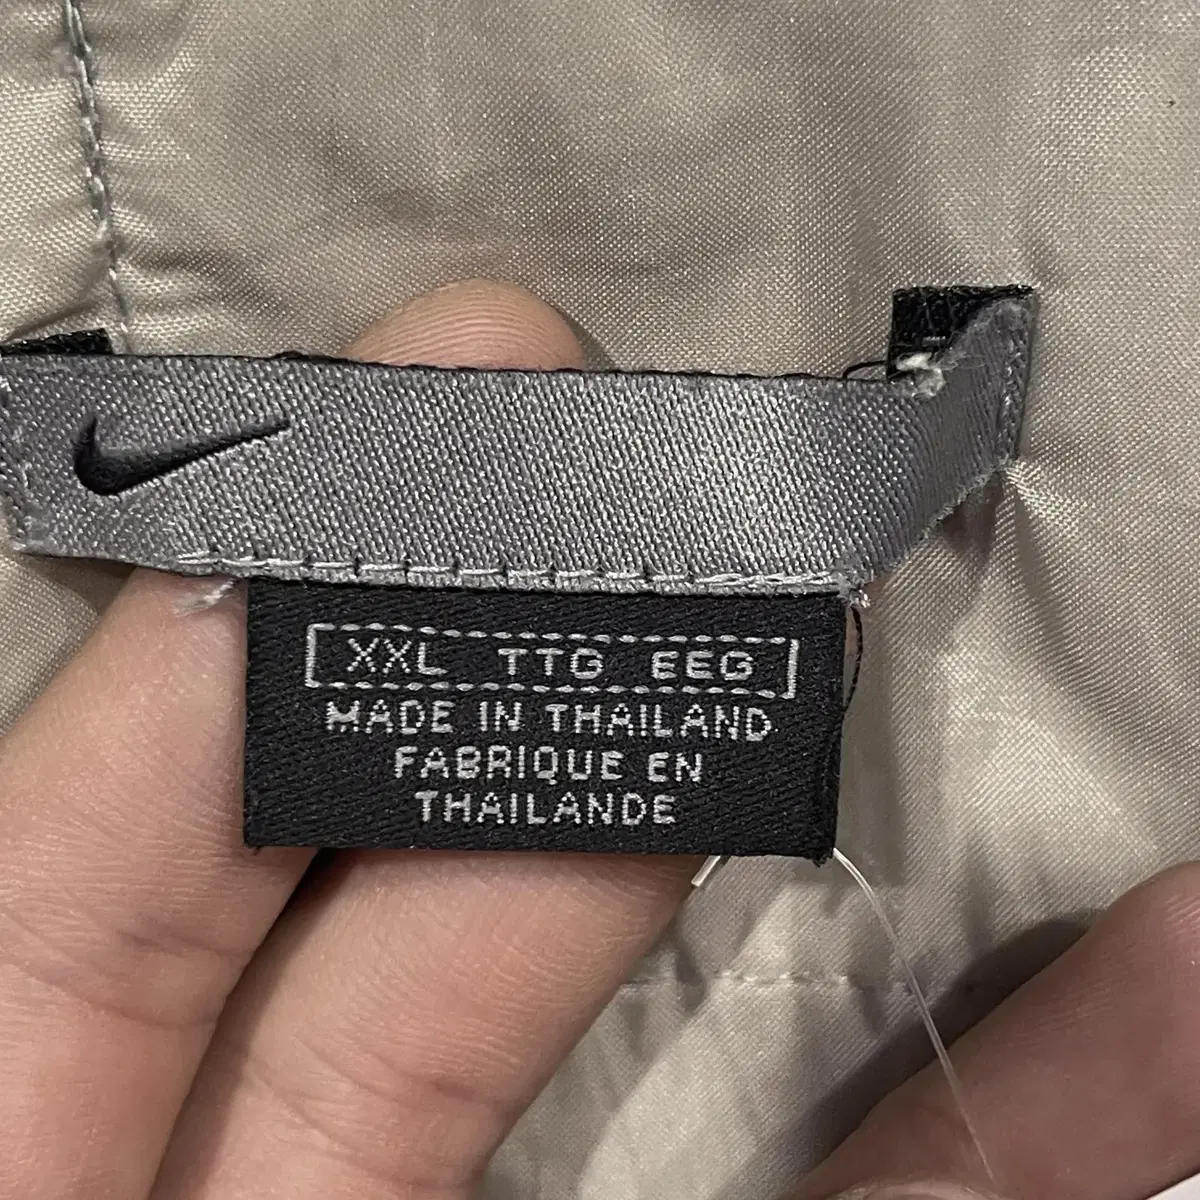 XXL TTG EEG
MADE IN THAILAND
FABRIQUE EN
THAILANDE